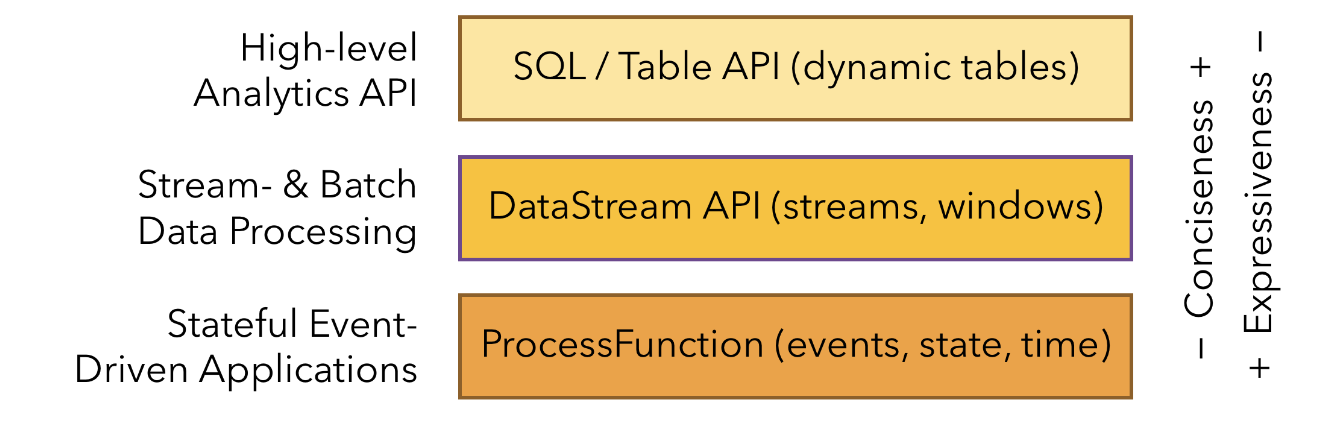 High-level
Analytics API
SQL / Table API (dynamic tables)
Stream- & Batch
Data Processing
DataStream API (streams, windows)
Stateful Event-
Driven Applications
ProcessFunction (events, state, time)
– Conciseness +
+ Expressiveness –